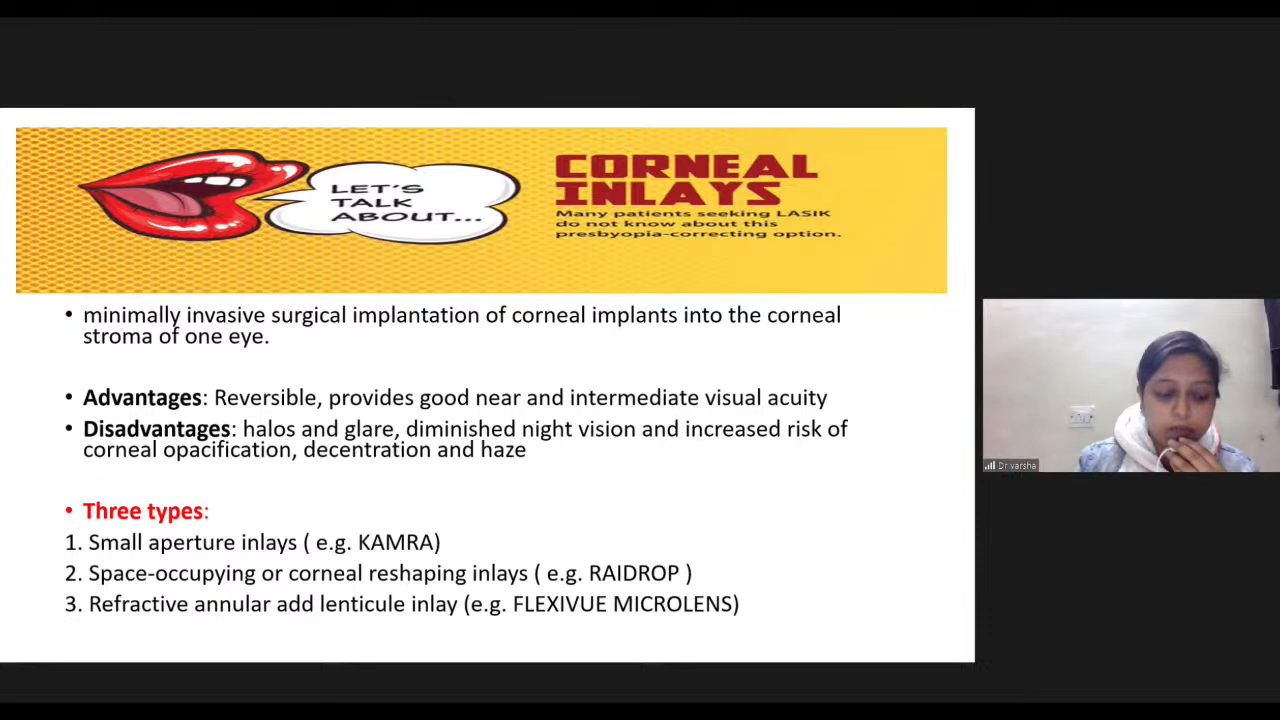 LET'S
TALK
ABOUT...
CORNEAL
INLAYS
Many patients seeking LASIK
do not know about this
presbyopia-correcting option.
• minimally invasive surgical implantation of corneal implants into the corneal
stroma of one eye.
• Advantages: Reversible, provides good near and intermediate visual acuity
• Disadvantages: halos and glare, diminished night vision and increased risk of
corneal opacification, decentration and haze
• Three types:
1. Small aperture inlays ( e.g. KAMRA)
2. Space-occupying or corneal reshaping inlays ( e.g. RAIDROP )
3. Refractive annular add lenticule inlay (e.g. FLEXIVUE MICROLENS)
Dr varsha